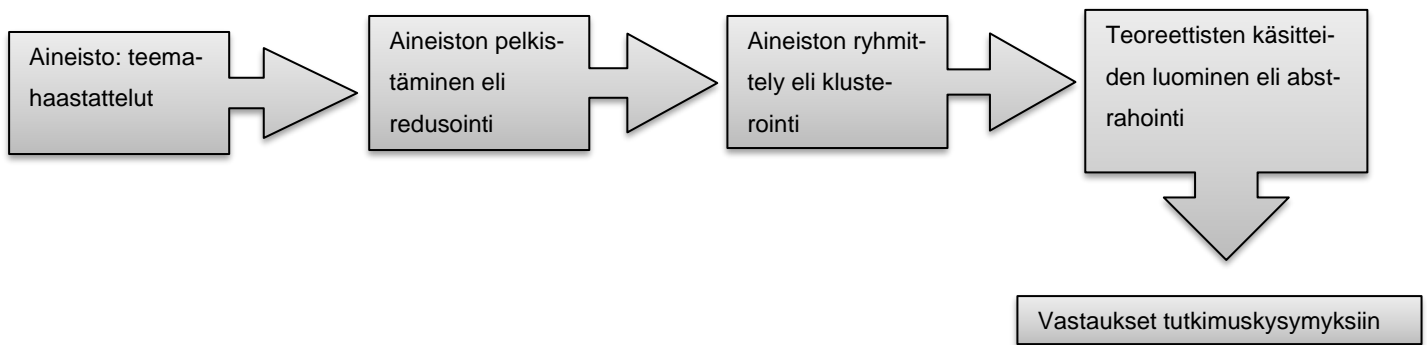 Aineisto: teema-
haastattelut
Aineiston pelkis-
täminen eli
redusointi
Aineiston ryhmit-
tely eli kluste-
rointi
Teoreettisten käsittei-
den luominen eli abst-
rahointi
Vastaukset tutkimuskysymyksiin